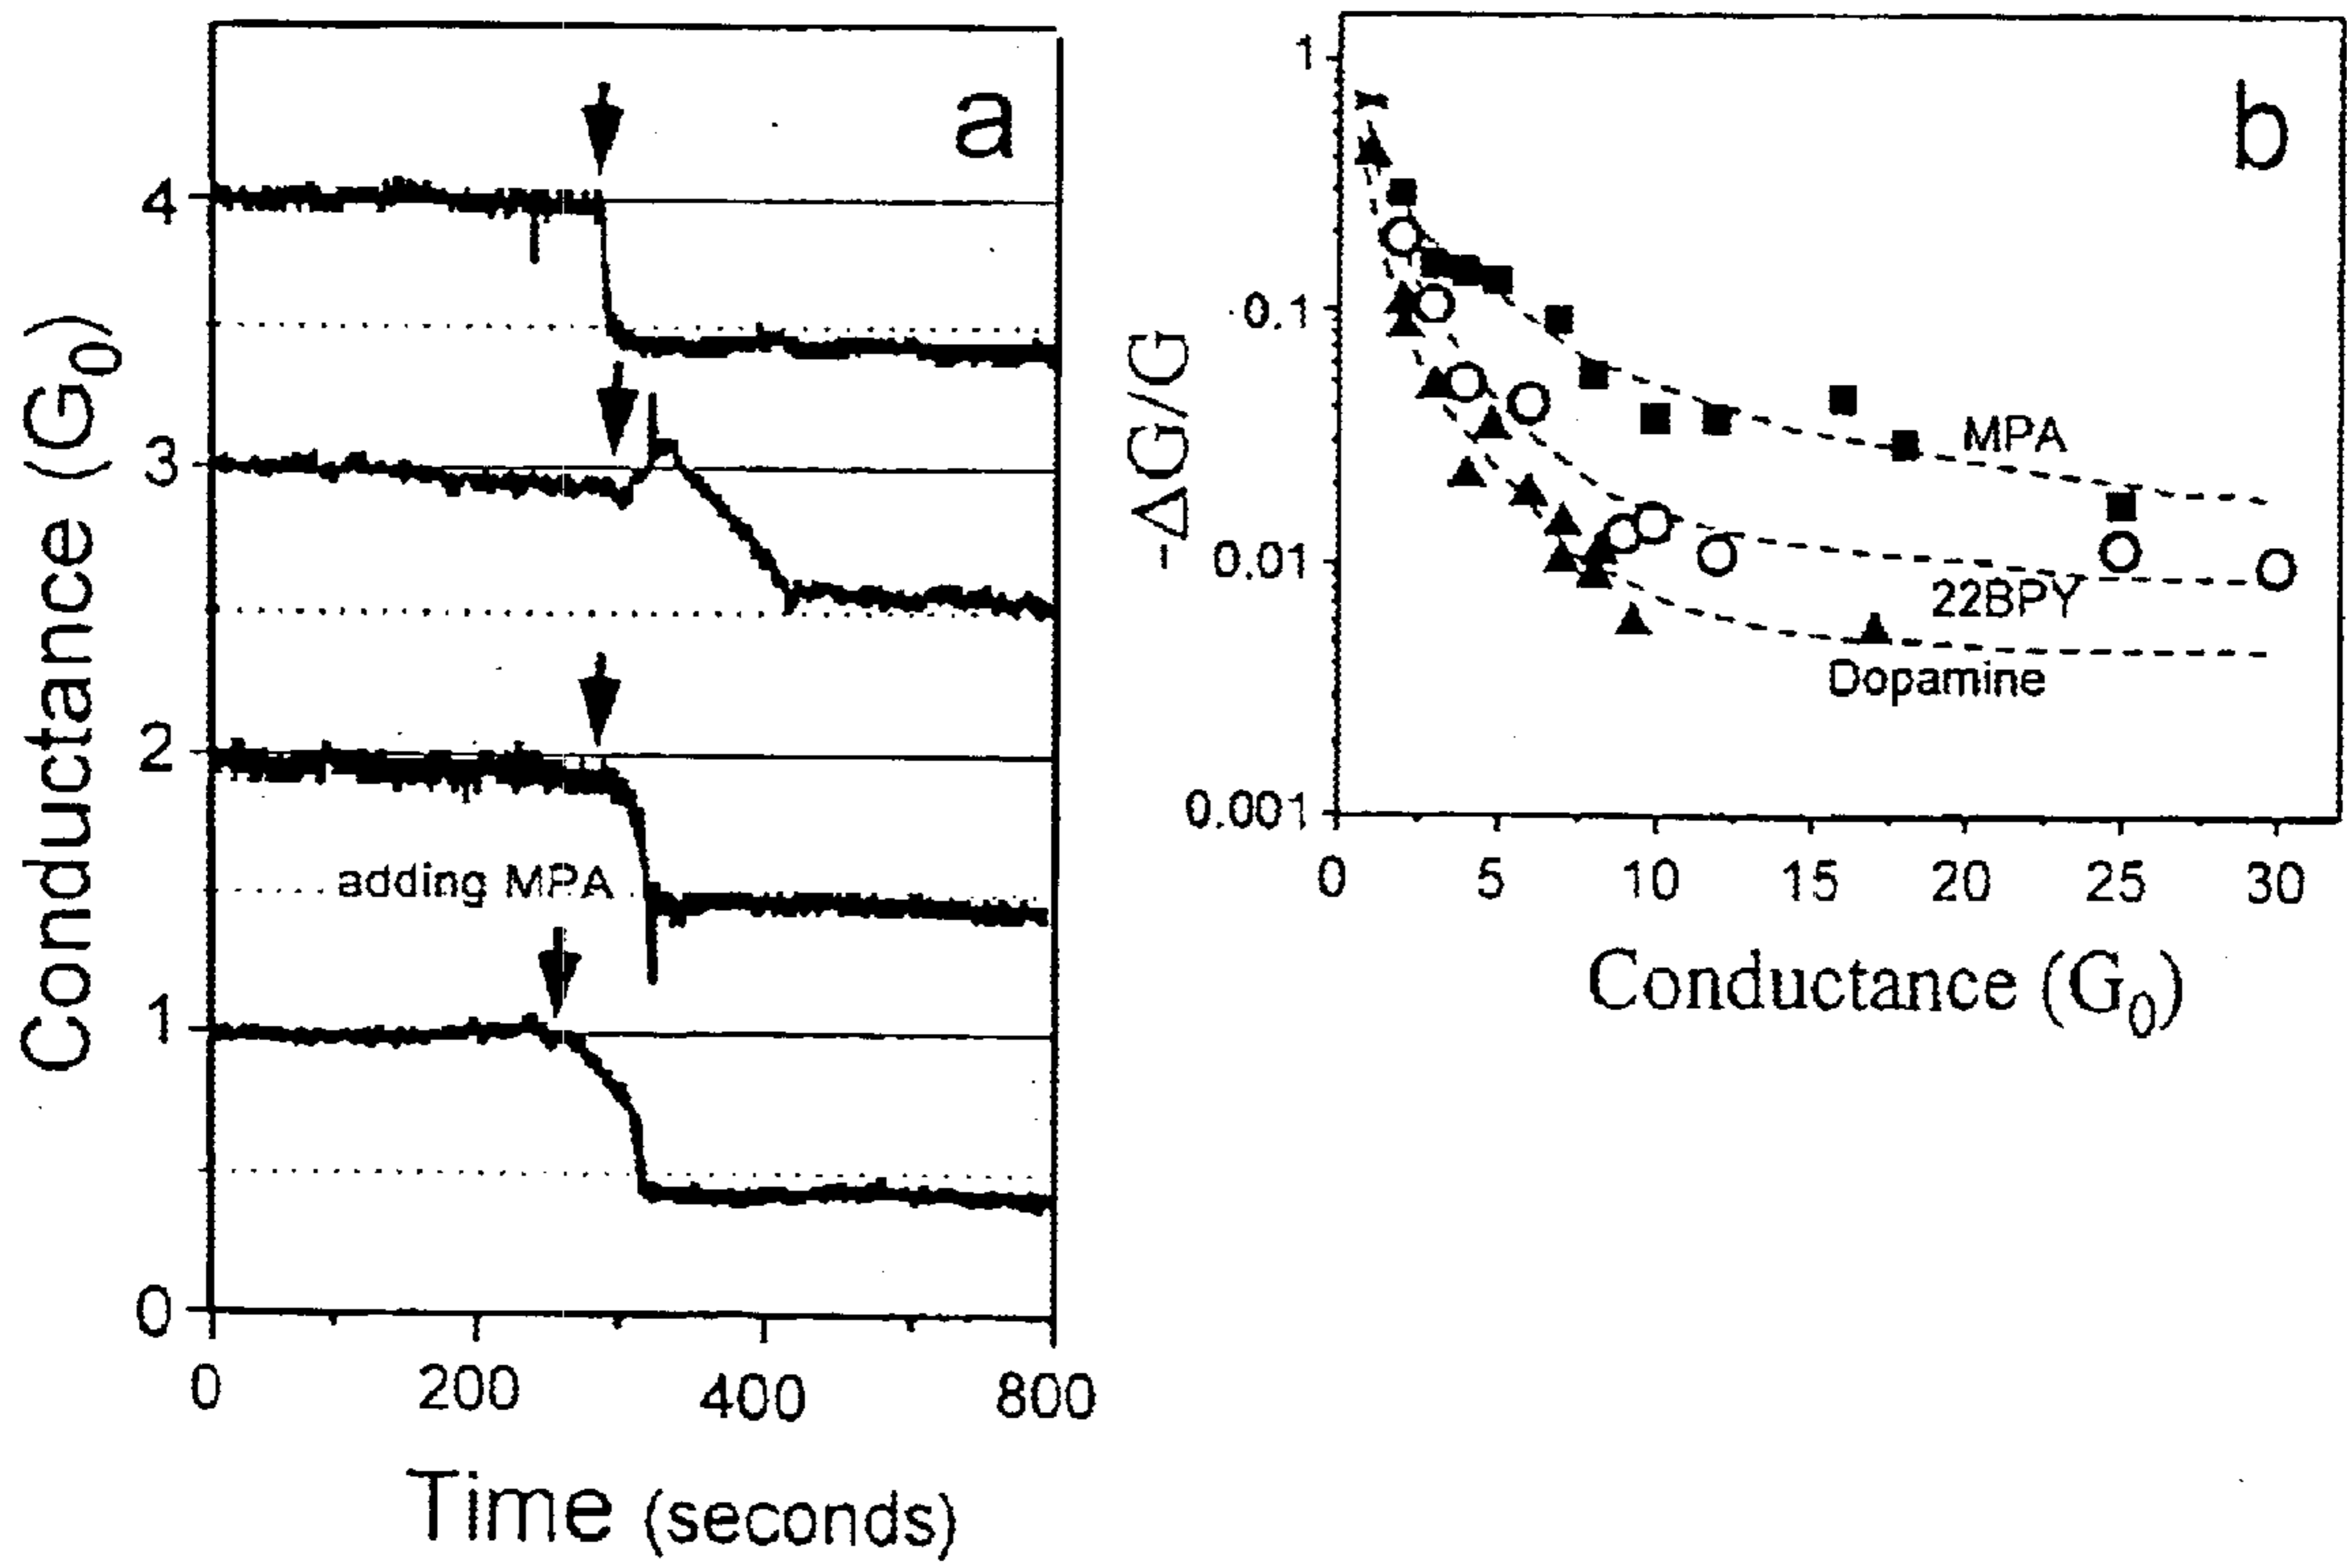 a
4
3
2
1
0
Conductance (G0)
adding MPA
0
200
400
800
Time (seconds)
b
1
0.1
0.01
0.001
-ΔG/G
MPA
22BPY
Dopamine
0
5
10
15
20
25
30
Conductance (G0)